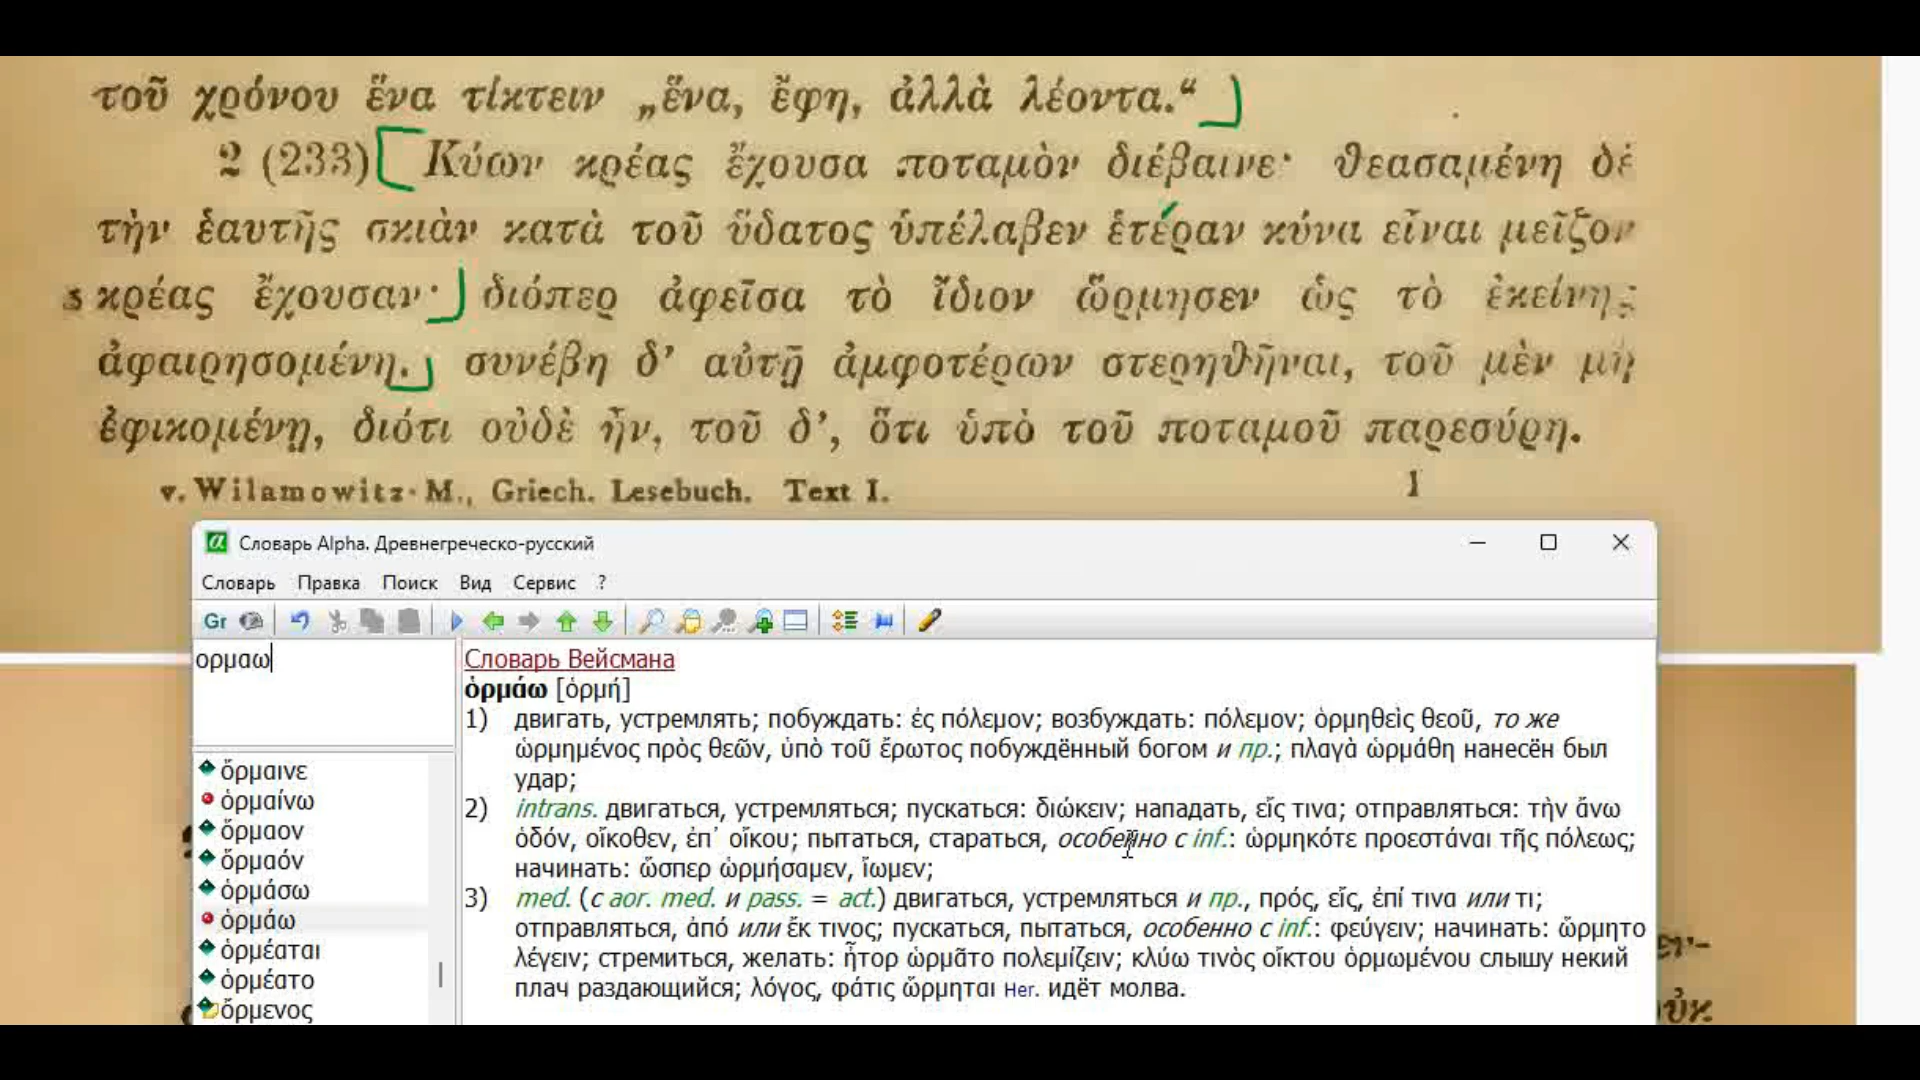 τοῦ χρόνου ἕνα τίκτειν „ἕνα, ἔφη, ἀλλὰ λέοντα.“
2 (233) Κύων κρέας ἔχουσα ποταμὸν διέβαινε· θεασαμένη δὲ
τὴν ἑαυτῆς σκιὰν κατὰ τοῦ ὕδατος ὑπέλαβεν ἑτέραν κύνα εἶναι μεῖζον
5 κρέας ἔχουσαν· διόπερ ἀφεῖσα τὸ ἴδιον ὥρμησεν ὡς τὸ ἐκείνης
ἀφαιρησομένη. συνέβη δ’ αὐτῇ ἀμφοτέρων στερηθῆναι, τοῦ μὲν μὴ
ἐφικομένῃ, διότι οὐδὲ ἦν, τοῦ δ’, ὅτι ὑπὸ τοῦ ποταμοῦ παρεσύρη.
v. Wilamowitz-M., Griech. Lesebuch. Text I. 1
Словарь Alpha. Древнегреческо-русский
Словарь Правка Поиск Вид Сервис ?
Gr
ορμαω
ὅρμαινε
ὁρμαίνω
ὅρμαον
ὅρμαόν
ὁρμάσω
ὁρμάω
ὁρμέαται
ὁρμέατο
ὅρμενος
Словарь Вейсмана
ὁρμάω [ὁρμή]
1) двигать, устремлять; побуждать: ἐς πόλεμον; возбуждать: πόλεμον; ὁρμηθεὶς θεοῦ, то же
ὡρμημένος πρὸς θεῶν, ὑπὸ τοῦ ἔρωτος побуждённый богом и пр.; πλαγὰ ὡρμάθη нанесён был
удар;
2) intrans. двигаться, устремляться; пускаться: διώκειν; нападать, εἴς τινα; отправляться: τὴν ἄνω
ὁδόν, οἴκοθεν, ἐπ᾽ οἴκου; пытаться, стараться, особенно с inf.: ὡρμηκότε προεστάναι τῆς πόλεως;
начинать: ὥσπερ ὡρμήσαμεν, ἴωμεν;
3) med. (с aor. med. и pass. = act.) двигаться, устремляться и пр., πρός, εἴς, ἐπί τινα или τι;
отправляться, ἀπό или ἔκ τινος; пускаться, пытаться, особенно с inf.: φεύγειν; начинать: ὥρμητο
λέγειν; стремиться, желать: ἦτορ ὡρμᾶτο πολεμίζειν; κλύω τινὸς οἴκτου ὁρμωμένου слышу некий
плач раздающийся; λόγος, φάτις ὥρμηται Her. идёт молва.